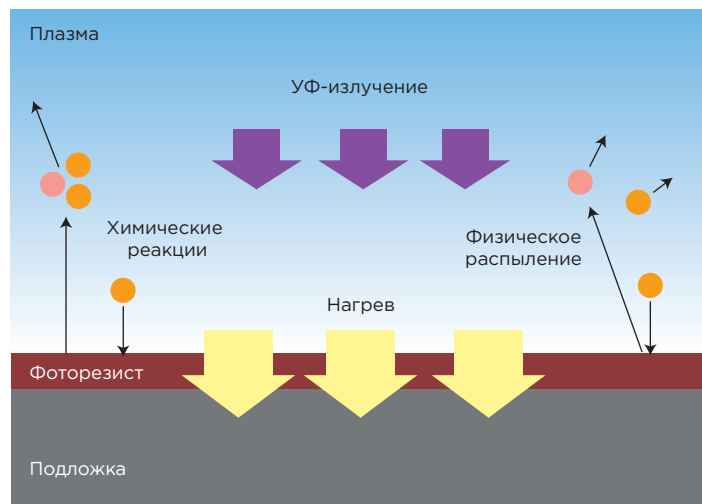 Плазма
УФ-излучение
Химические
реакции
Физическое
распыление
Нагрев
Фоторезист
Подложка